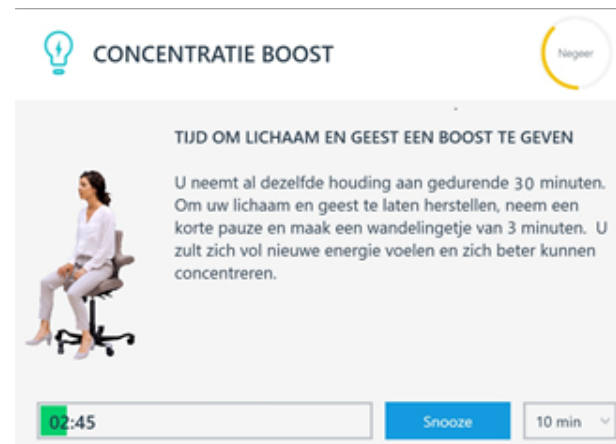 CONCENTRATIE BOOST
Negeer
TIJD OM LICHAAM EN GEEST EEN BOOST TE GEVEN
U neemt al dezelfde houding aan gedurende 30 minuten.
Om uw lichaam en geest te laten herstellen, neem een
korte pauze en maak een wandelingetje van 3 minuten. U
zult zich vol nieuwe energie voelen en zich beter kunnen
concentreren.
02:45
Snooze
10 min